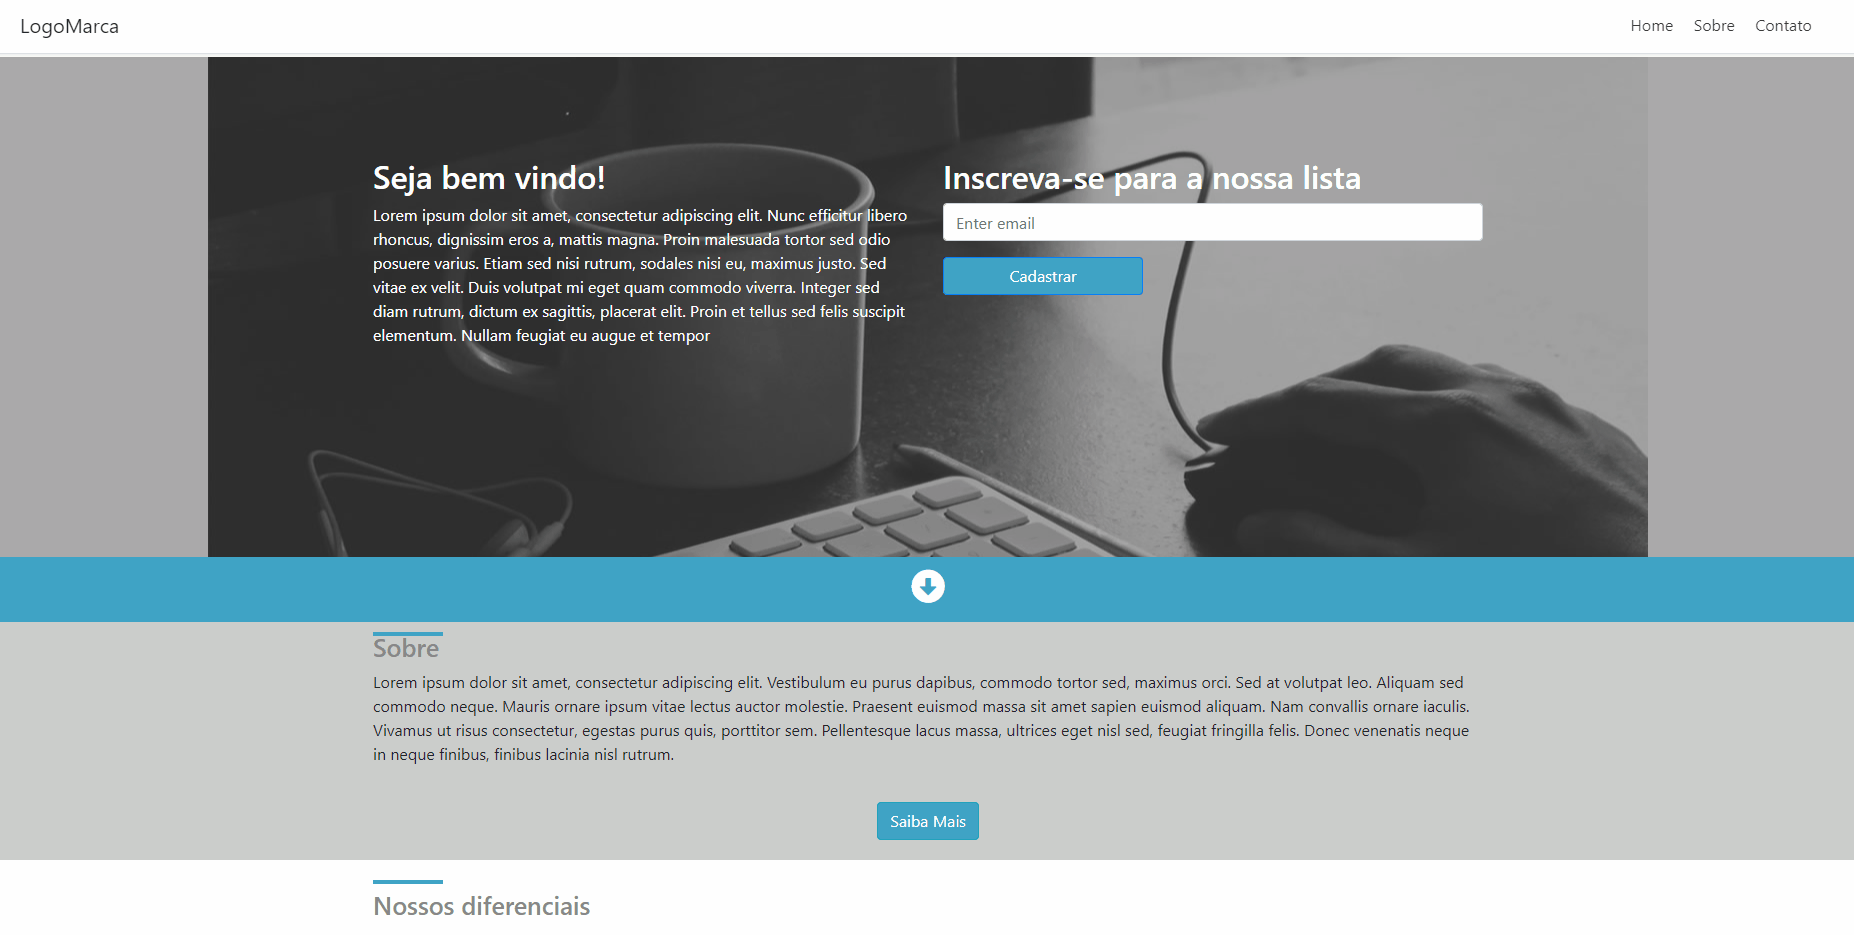 LogoMarca
Home Sobre Contato
Seja bem vindo!
Lorem ipsum dolor sit amet, consectetur adipiscing elit. Nunc efficitur libero
rhoncus, dignissim eros a, mattis magna. Proin malesuada tortor sed odio
posuere varius. Etiam sed nisi rutrum, sodales nisi eu, maximus justo. Sed
vitae ex velit. Duis volutpat mi eget quam commodo viverra. Integer sed
diam rutrum, dictum ex sagittis, placerat elit. Proin et tellus sed felis suscipit
elementum. Nullam feugiat eu augue et tempor
Inscreva-se para a nossa lista
Enter email
Cadastrar
Sobre
Lorem ipsum dolor sit amet, consectetur adipiscing elit. Vestibulum eu purus dapibus, commodo tortor sed, maximus orci. Sed at volutpat leo. Aliquam sed
commodo neque. Mauris ornare ipsum vitae lectus auctor molestie. Praesent euismod massa sit amet sapien euismod aliquam. Nam convallis ornare iaculis.
Vivamus ut risus consectetur, egestas purus quis, porttitor sem. Pellentesque lacus massa, ultrices eget nisl sed, feugiat fringilla felis. Donec venenatis neque
in neque finibus, finibus lacinia nisl rutrum.
Saiba Mais
Nossos diferenciais